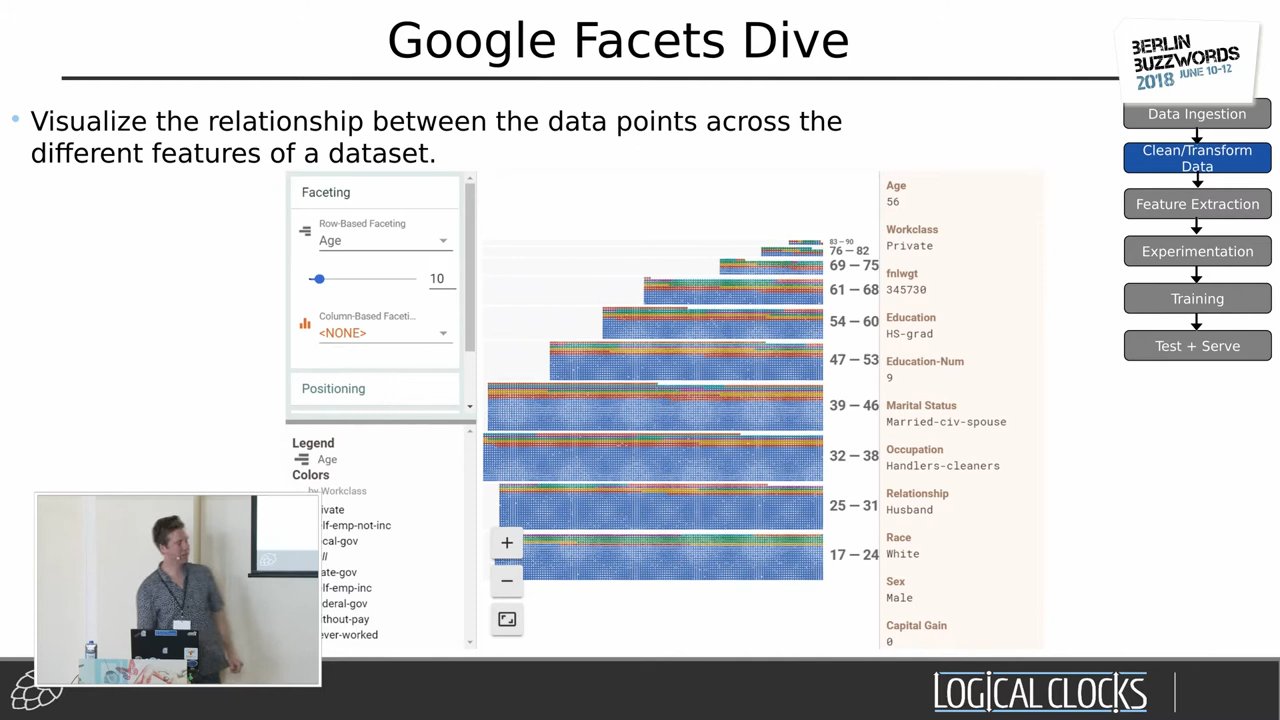 Google Facets Dive
BERLIN
BUZZWORDS
2018 JUNE 10-12
• Visualize the relationship between the data points across the
different features of a dataset.
Data Ingestion
Clean/Transform
Data
Feature Extraction
Experimentation
Training
Test + Serve
Faceting
Row-Based Faceting
Age
10
Column-Based Faceti...
<NONE>
Positioning
Legend
Age
Colors
by Workclass
ivate
elf-emp-not-inc
cal-gov
ll
ate-gov
elf-emp-inc
deral-gov
ithout-pay
ever-worked
83 – 90
76 – 82
69 – 75
61 – 68
54 – 60
47 – 53
39 – 46
32 – 38
25 – 31
17 – 24
+
−
Age
56
Workclass
Private
fnlwgt
345730
Education
HS-grad
Education-Num
9
Marital Status
Married-civ-spouse
Occupation
Handlers-cleaners
Relationship
Husband
Race
White
Sex
Male
Capital Gain
0
LOGICAL CLOCKS